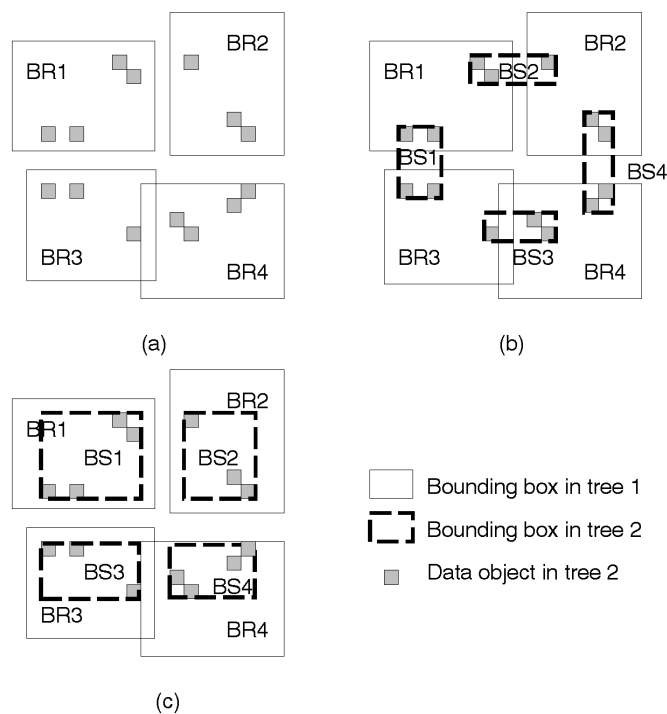 BR1
BR2
BR3
BR4
(a)
BR1
BS2
BR2
BS1
BS4
BR3
BS3
BR4
(b)
BR1
BS1
BR2
BS2
BS3
BS4
BR3
BR4
(c)
Bounding box in tree 1
Bounding box in tree 2
Data object in tree 2